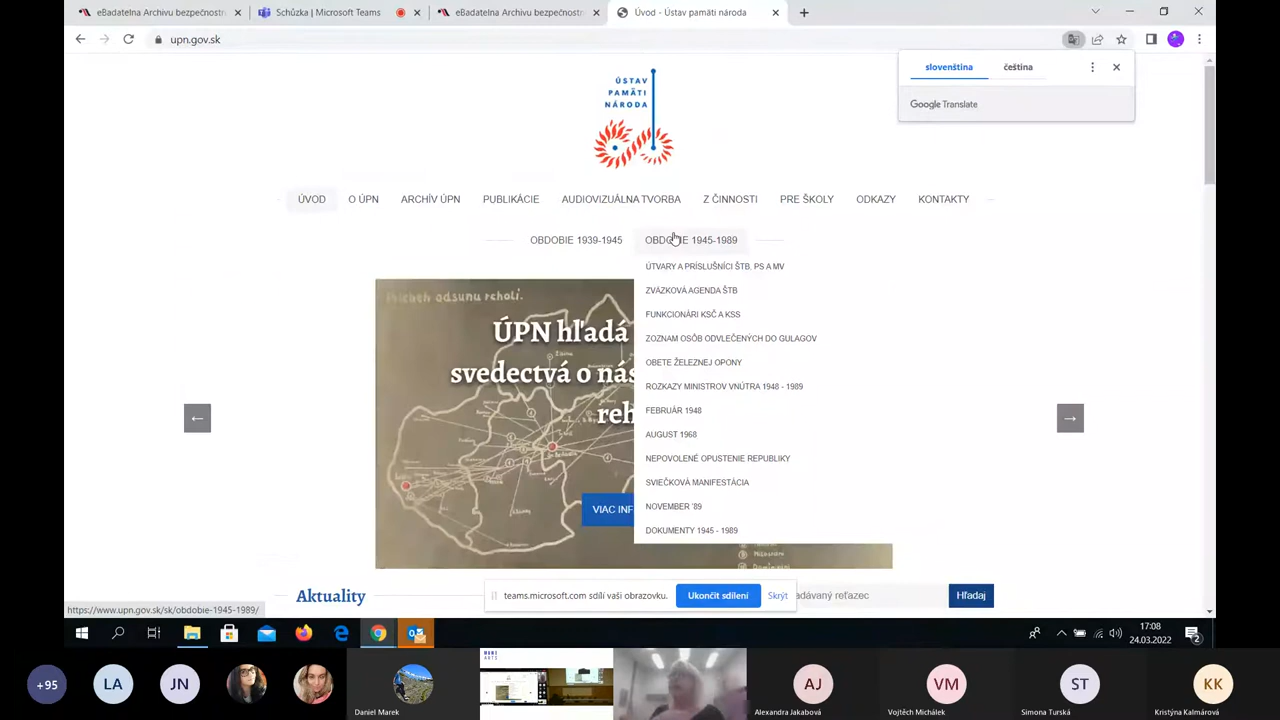 eBadatelna Archivu bezpečnostn
Schůzka | Microsoft Teams
eBadatelna Archivu bezpečnostn
Úvod - Ústav pamäti národa
upn.gov.sk
slovenština
čeština
Google Translate
ÚSTAV
PAMÄTI
NÁRODA
ÚVOD
O ÚPN
ARCHÍV ÚPN
PUBLIKÁCIE
AUDIOVIZUÁLNA TVORBA
Z ČINNOSTI
PRE ŠKOLY
ODKAZY
KONTAKTY
OBDOBIE 1939-1945
OBDOBIE 1945-1989
ÚTVARY A PRÍSLUŠNÍCI ŠTB, PS A MV
ZVÄZKOVÁ AGENDA ŠTB
FUNKCIONÁRI KSČ A KSS
ZOZNAM OSÔB ODVLEČENÝCH DO GULAGOV
OBETE ŽELEZNEJ OPONY
ROZKAZY MINISTROV VNÚTRA 1948 - 1989
FEBRUÁR 1948
AUGUST 1968
NEPOVOLENÉ OPUSTENIE REPUBLIKY
SVIEČKOVÁ MANIFESTÁCIA
NOVEMBER '89
DOKUMENTY 1945 - 1989
Príbeh odsunu reholí.
ÚPN hľadá
svedectvá o nás
reh
VIAC INF
←
→
Aktuality
teams.microsoft.com sdílí vaši obrazovku.
Ukončit sdílení
Skrýt
adávaný reťazec
Hľadaj
https://www.upn.gov.sk/sk/obdobie-1945-1989/
17:08
24.03.2022
2
+95
LA
JN
Daniel Marek
MUNI
ARTS
AJ
Alexandra Jakabová
VM
Vojtěch Michálek
ST
Simona Turská
KK
Kristýna Kalmárová